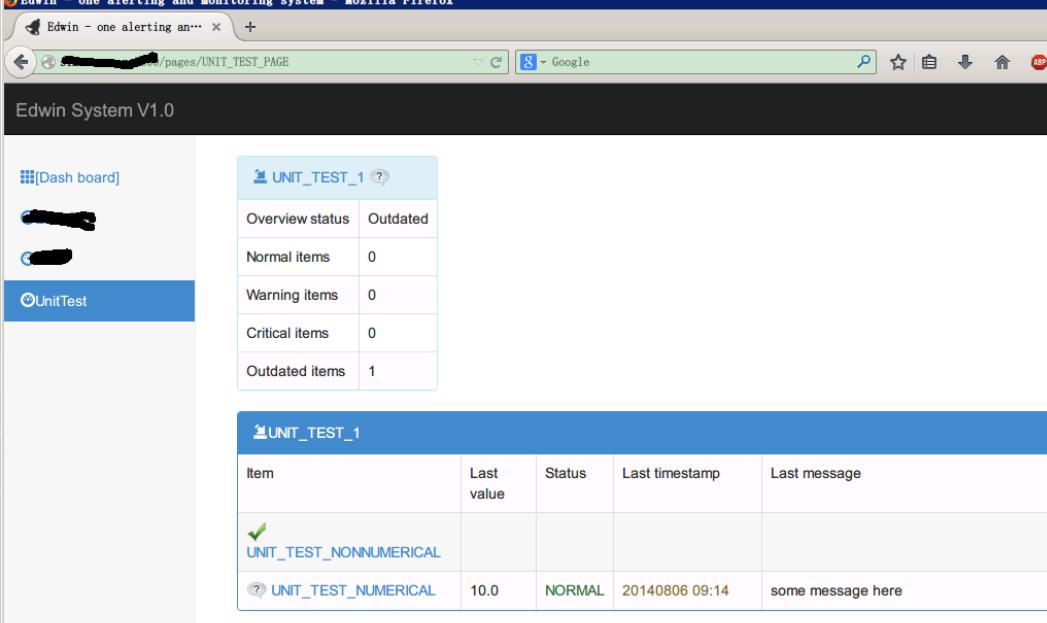 Edwin - one alerting and monitoring system - Mozilla Firefox
Edwin - one alerting an··· × +
/pages/UNIT_TEST_PAGE
8 Google
ABP
Edwin System V1.0
[Dash board]
UnitTest
UNIT_TEST_1 ?
Overview status Outdated
Normal items 0
Warning items 0
Critical items 0
Outdated items 1
UNIT_TEST_1
Item Last value Status Last timestamp Last message
UNIT_TEST_NONNUMERICAL
? UNIT_TEST_NUMERICAL 10.0 NORMAL 20140806 09:14 some message here